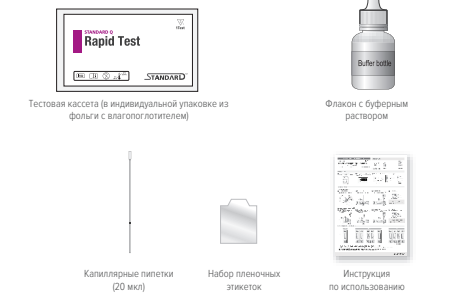 STANDARD Q
Rapid Test
STANDARD
Buffer bottle
Тестовая кассета (в индивидуальной упаковке из
фольги с влагопоглотителем)
Флакон с буферным
раствором
Капиллярные пипетки
(20 мкл)
Набор пленочных
этикеток
Инструкция
по использованию